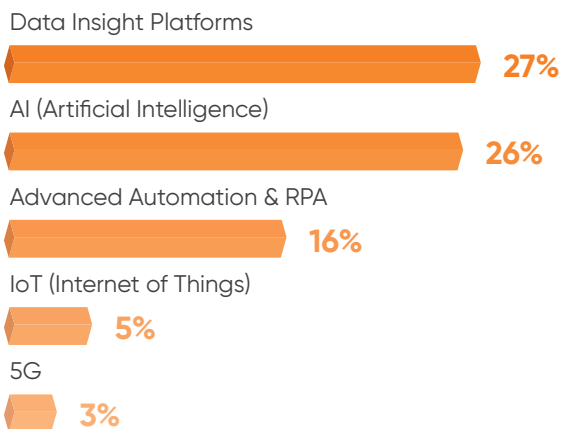 Data Insight Platforms
27%
AI (Artificial Intelligence)
26%
Advanced Automation & RPA
16%
IoT (Internet of Things)
5%
5G
3%